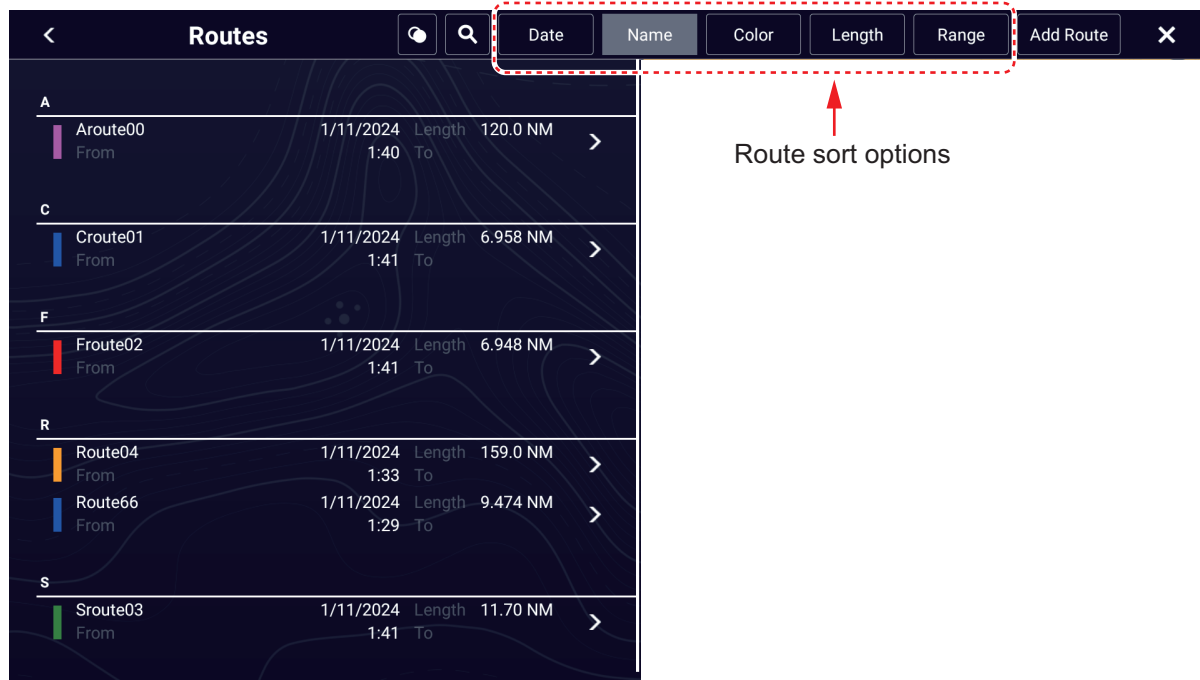 Routes Date Name Color Length Range Add Route
Route sort options
A
Aroute00 1/11/2024 Length 120.0 NM
From 1:40 To
C
Croute01 1/11/2024 Length 6.958 NM
From 1:41 To
F
Froute02 1/11/2024 Length 6.948 NM
From 1:41 To
R
Route04 1/11/2024 Length 159.0 NM
From 1:33 To
Route66 1/11/2024 Length 9.474 NM
From 1:29 To
S
Sroute03 1/11/2024 Length 11.70 NM
From 1:41 To